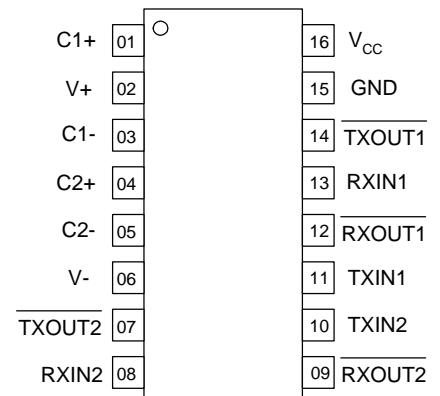 C1+ 01 16 VCC
V+ 02 15 GND
C1- 03 14 TXOUT1
C2+ 04 13 RXIN1
C2- 05 12 RXOUT1
V- 06 11 TXIN1
TXOUT2 07 10 TXIN2
RXIN2 08 09 RXOUT2